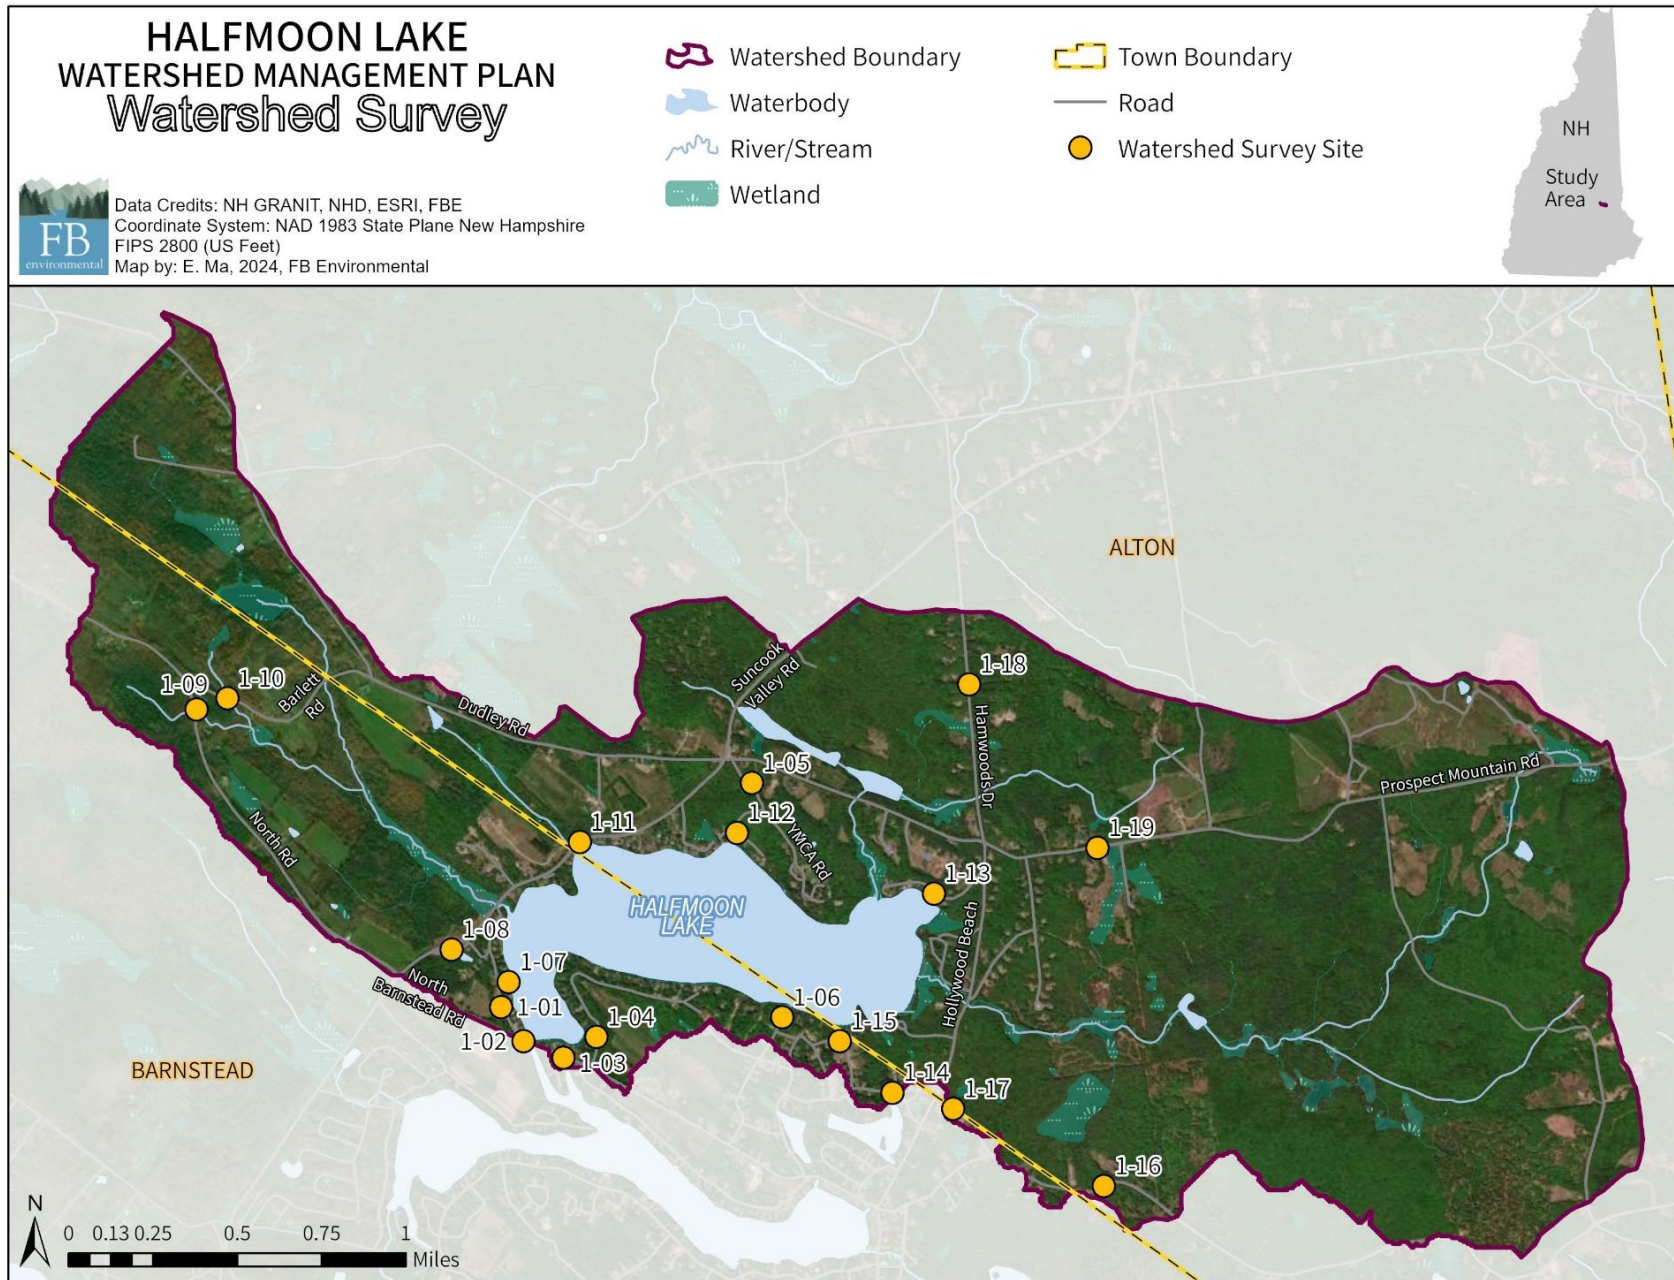 HALFMOON LAKE
WATERSHED MANAGEMENT PLAN
Watershed Survey
FB
environmental
Data Credits: NH GRANIT, NHD, ESRI, FBE
Coordinate System: NAD 1983 State Plane New Hampshire
FIPS 2800 (US Feet)
Map by: E. Ma, 2024, FB Environmental
Watershed Boundary
Waterbody
River/Stream
Wetland
Town Boundary
Road
Watershed Survey Site
NH
Study
Area
ALTON
Suncook
Valley Rd
1-18
1-09
1-10
Barlett
Rd
Dudley Rd
Hamwoods Dr
1-05
Prospect Mountain Rd
1-11
1-12
YMCA Rd
1-19
North Rd
1-13
HALFMOON
LAKE
Hollywood Beach
1-08
1-07
North
Barnstead Rd
1-01
1-06
1-04
1-15
1-02
1-03
BARNSTEAD
1-14
1-17
1-16
N
0 0.13 0.25 0.5 0.75 1
Miles